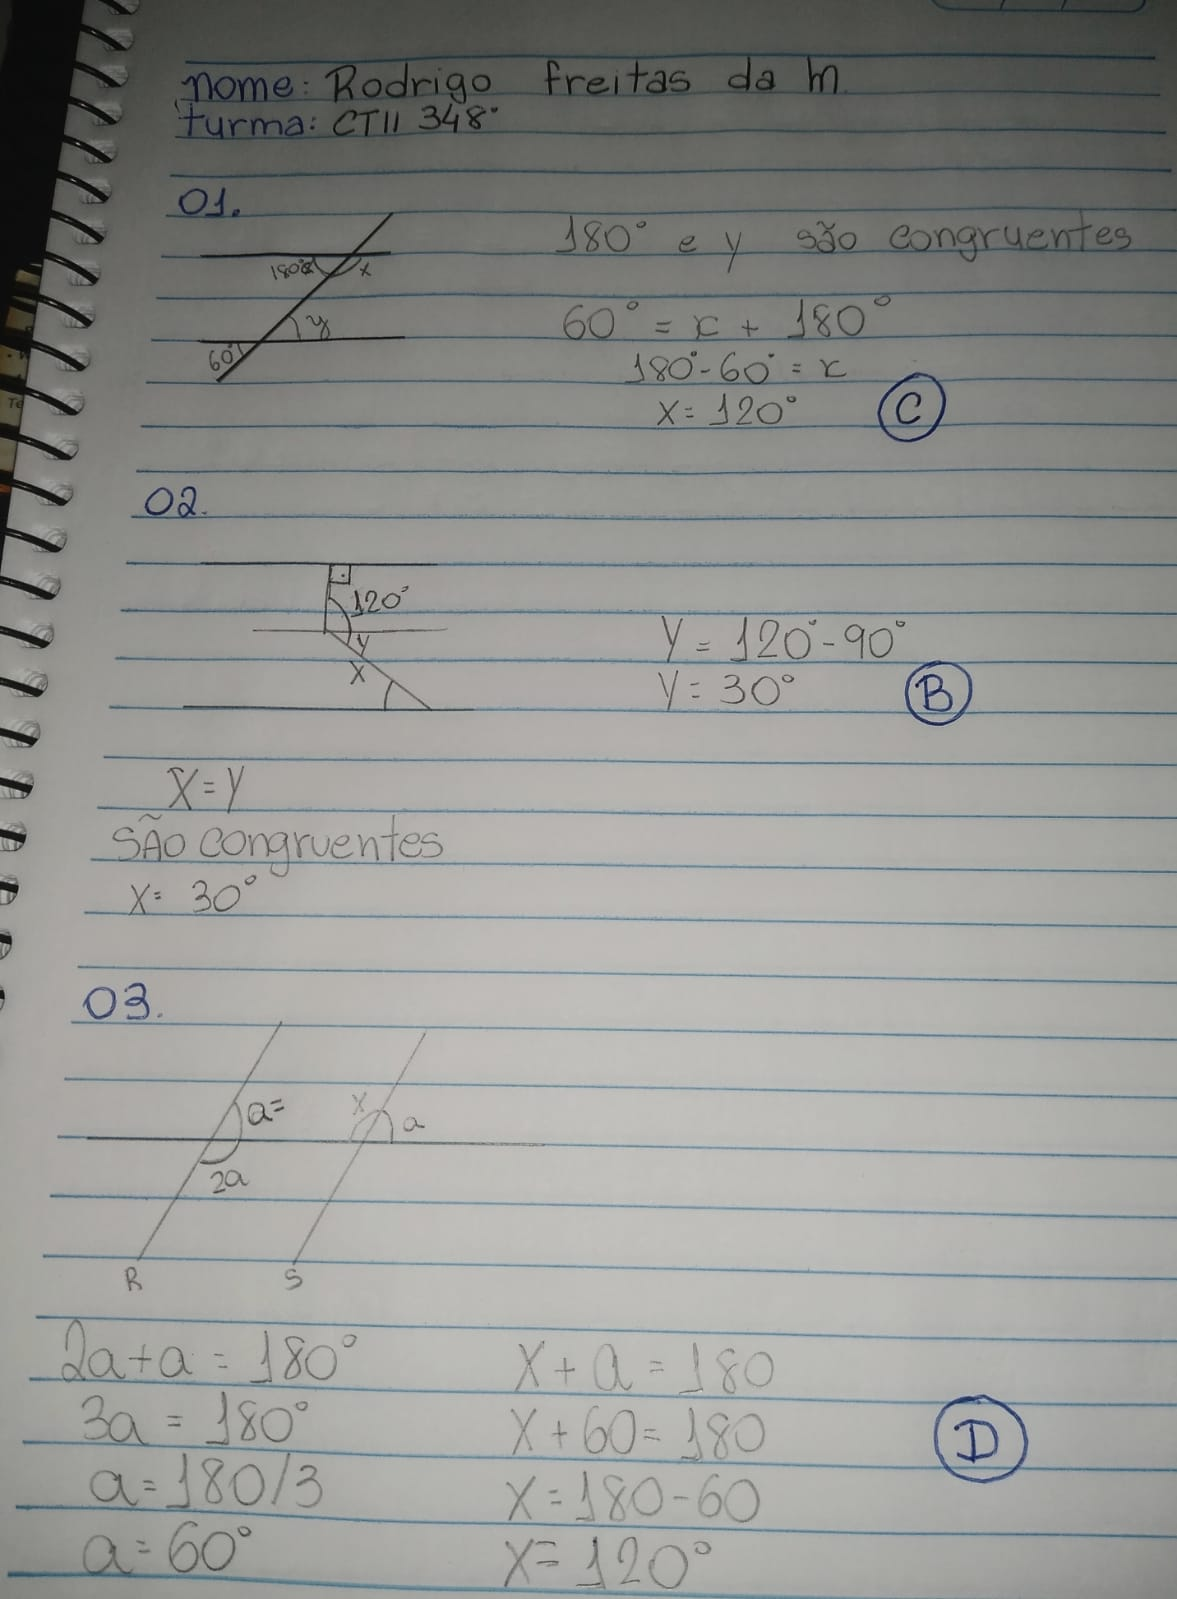 nome: Rodrigo freitas da M.
turma: CTII 348°
01.
180° e y são congruentes
180°
x
y
60°
60° = x + 180°
180° - 60° = x
x = 120°
C
02.
120°
y
x
Y = 120° - 90°
Y = 30°
B
X = Y
SÃO congruentes
X = 30°
03.
a=
x
a
2a
R
S
2a + a = 180°
3a = 180°
a = 180/3
a = 60°
X + a = 180
X + 60 = 180
X = 180 - 60
X = 120°
D